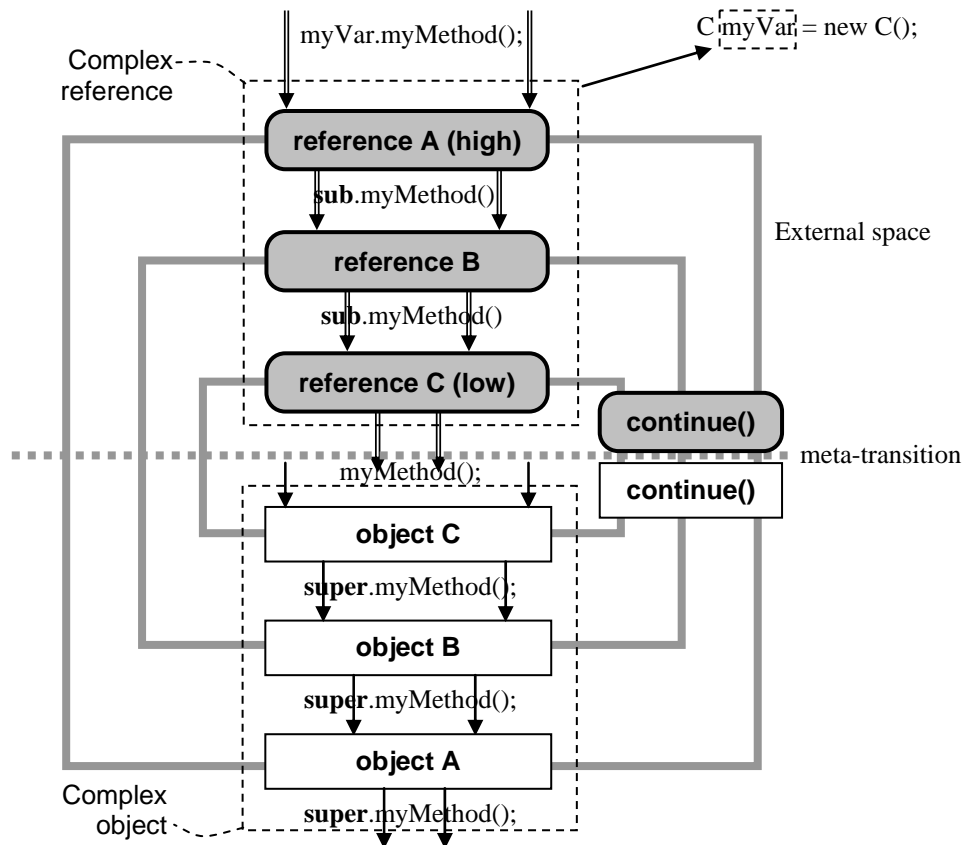 myVar.myMethod();
C myVar = new C();
Complex
reference
reference A (high)
sub.myMethod()
External space
reference B
sub.myMethod()
reference C (low)
continue()
meta-transition
myMethod();
continue()
object C
super.myMethod();
object B
super.myMethod();
object A
Complex
object
super.myMethod();